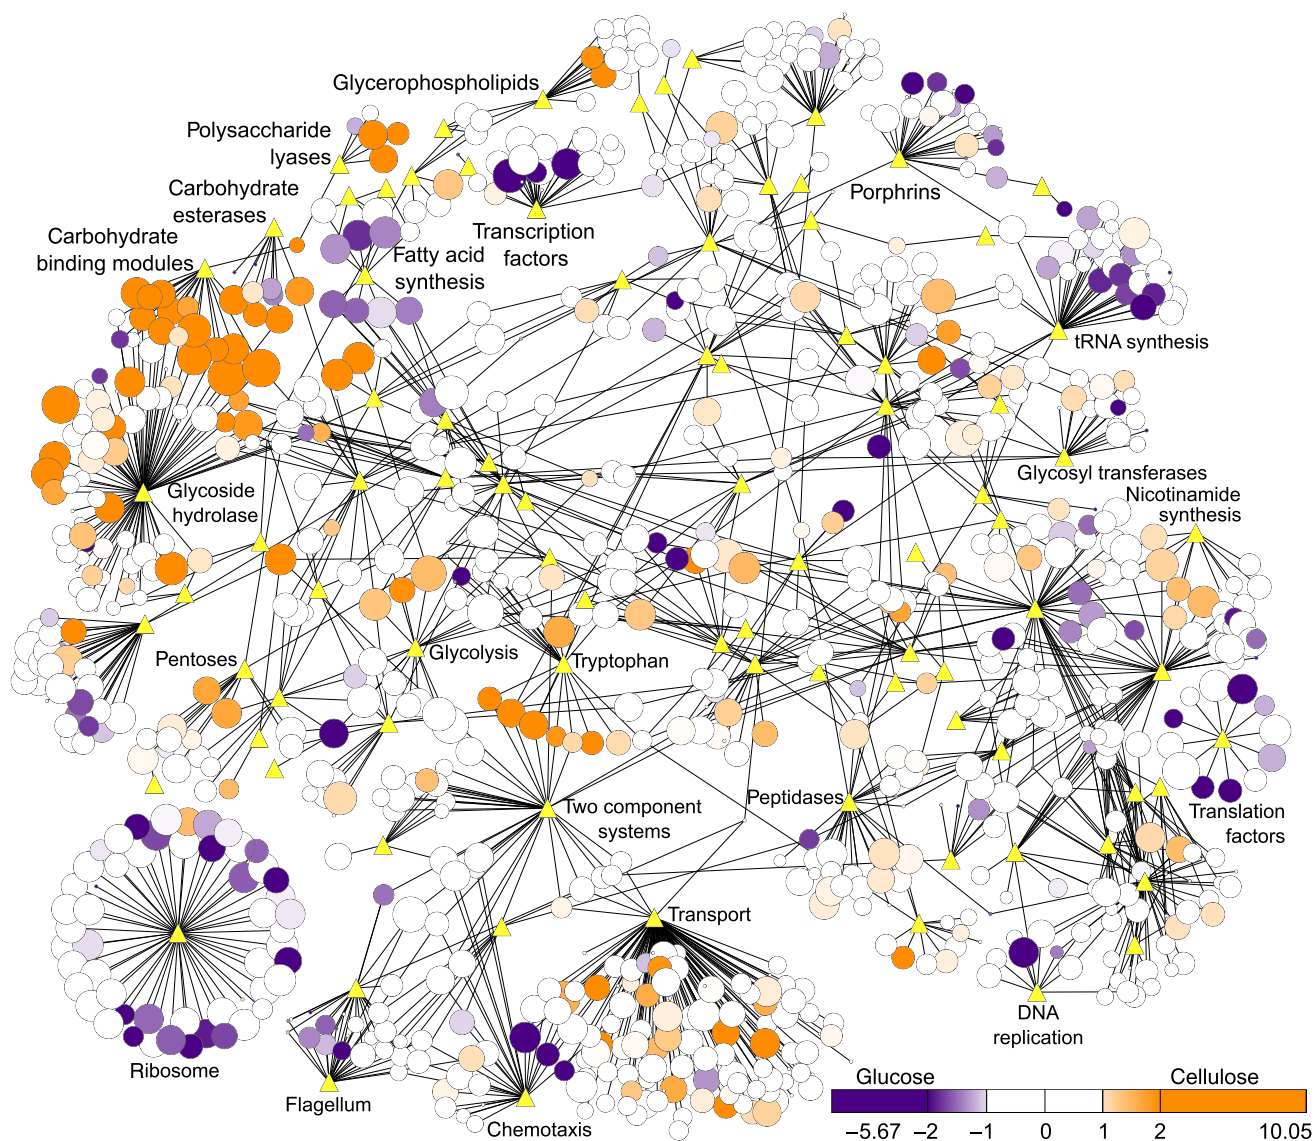 Glycerophospholipids
Polysaccharide
lyases
Carbohydrate
esterases
Carbohydrate
binding modules
Transcription
factors
Fatty acid
synthesis
Porphrins
tRNA synthesis
Glycosyl transferases
Nicotinamide
synthesis
Glycoside
hydrolase
Pentoses
Glycolysis
Tryptophan
Two component
systems
Peptidases
Translation
factors
Transport
DNA
replication
Ribosome
Flagellum
Chemotaxis
Glucose
Cellulose
−5.67 −2 −1 0 1 2 10.05